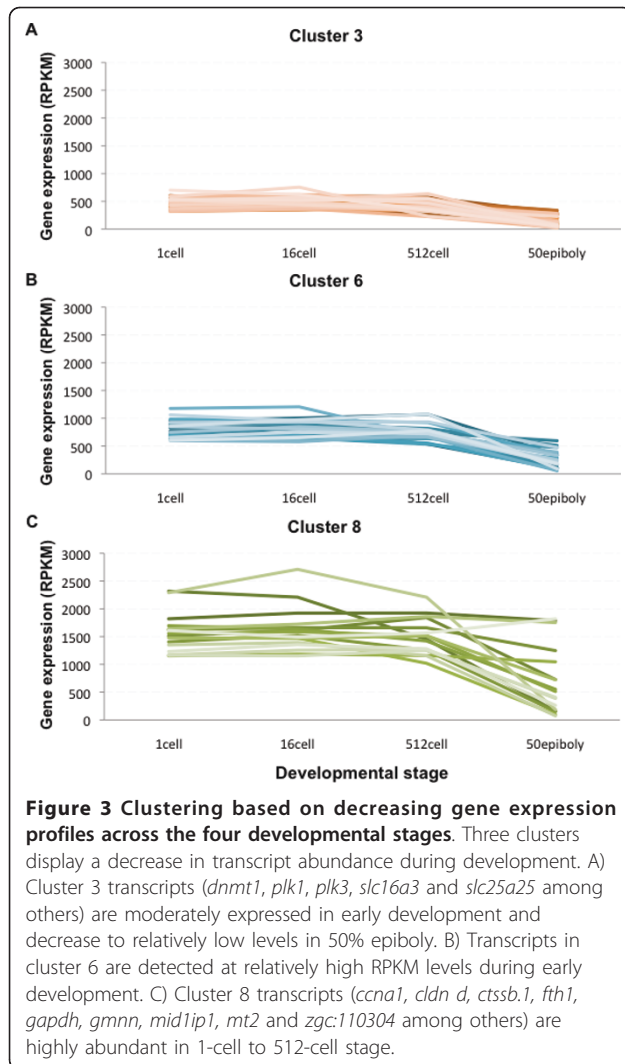 A
Cluster 3
Gene expression (RPKM)
3000
2500
2000
1500
1000
500
0
1cell
16cell
512cell
50epiboly
B
Cluster 6
Gene expression (RPKM)
3000
2500
2000
1500
1000
500
0
1cell
16cell
512cell
50epiboly
C
Cluster 8
Gene expression (RPKM)
3000
2500
2000
1500
1000
500
0
1cell
16cell
512cell
50epiboly
Developmental stage
Figure 3 Clustering based on decreasing gene expression
profiles across the four developmental stages. Three clusters
display a decrease in transcript abundance during development. A)
Cluster 3 transcripts (dnmt1, plk1, plk3, slc16a3 and slc25a25 among
others) are moderately expressed in early development and
decrease to relatively low levels in 50% epiboly. B) Transcripts in
cluster 6 are detected at relatively high RPKM levels during early
development. C) Cluster 8 transcripts (ccna1, cldn d, ctssb.1, fth1,
gapdh, gmnn, mid1ip1, mt2 and zgc:110304 among others) are
highly abundant in 1-cell to 512-cell stage.